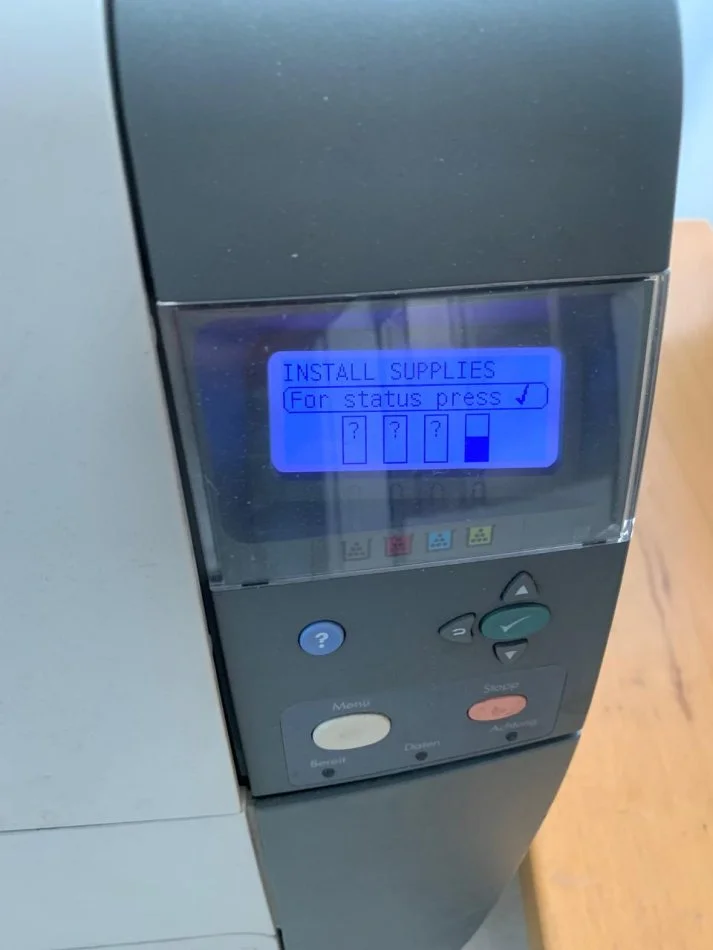 INSTALL SUPPLIES
For status press ✓
? ? ?
?
Menü
Stopp
Bereit
Daten
Achtung